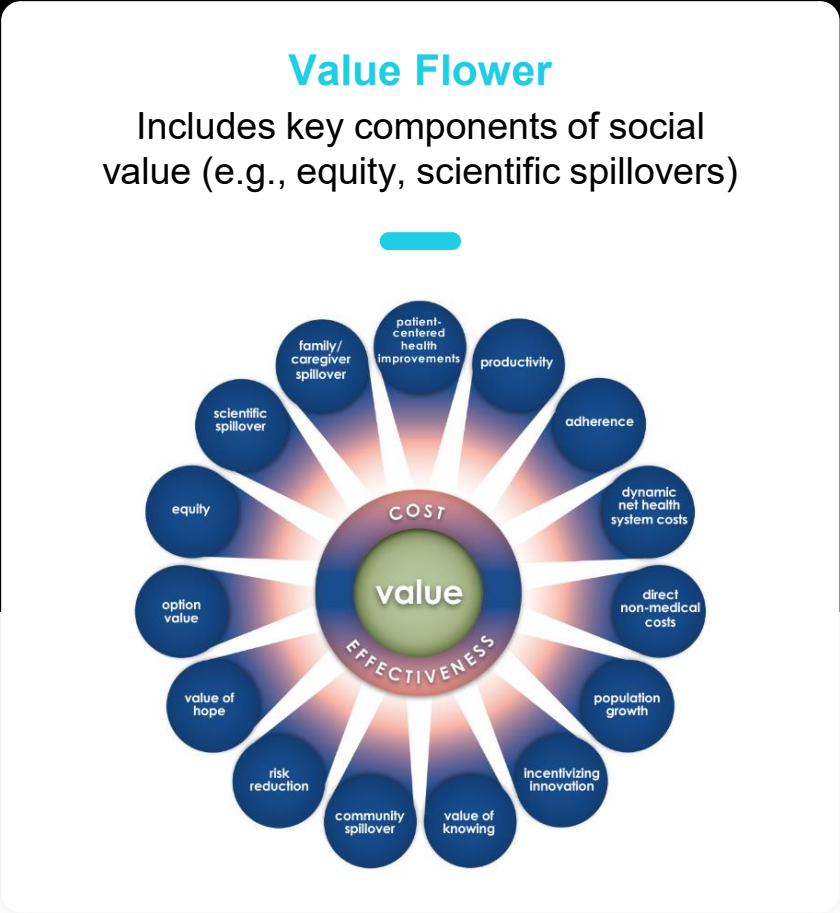 Value Flower
Includes key components of social
value (e.g., equity, scientific spillovers)
patient-
centered
health
improvements
productivity
adherence
dynamic
net health
system costs
direct
non-medical
costs
population
growth
incentivizing
innovation
value of
knowing
community
spillover
risk
reduction
value of
hope
option
value
equity
scientific
spillover
family/
caregiver
spillover
COST
value
EFFECTIVENESS